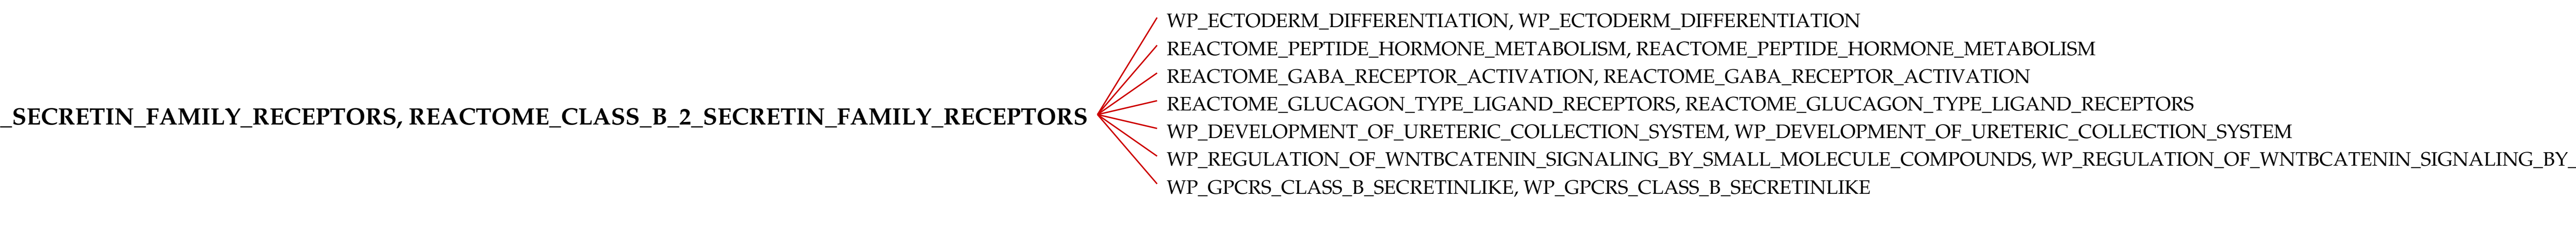 WP_ECTODERM_DIFFERENTIATION, WP_ECTODERM_DIFFERENTIATION
REACTOME_PEPTIDE_HORMONE_METABOLISM, REACTOME_PEPTIDE_HORMONE_METABOLISM
REACTOME_GABA_RECEPTOR_ACTIVATION, REACTOME_GABA_RECEPTOR_ACTIVATION
REACTOME_GLUCAGON_TYPE_LIGAND_RECEPTORS, REACTOME_GLUCAGON_TYPE_LIGAND_RECEPTORS
_SECRETIN_FAMILY_RECEPTORS, REACTOME_CLASS_B_2_SECRETIN_FAMILY_RECEPTORS
WP_DEVELOPMENT_OF_URETERIC_COLLECTION_SYSTEM, WP_DEVELOPMENT_OF_URETERIC_COLLECTION_SYSTEM
WP_REGULATION_OF_WNTBCATENIN_SIGNALING_BY_SMALL_MOLECULE_COMPOUNDS, WP_REGULATION_OF_WNTBCATENIN_SIGNALING_BY_
WP_GPCRS_CLASS_B_SECRETINLIKE, WP_GPCRS_CLASS_B_SECRETINLIKE